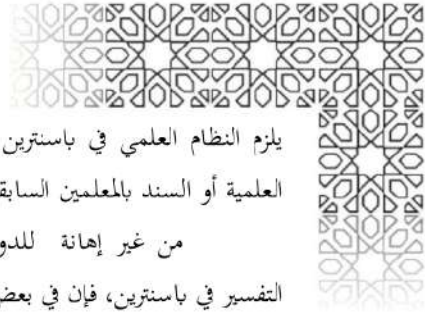 يلزم النظام العلمي في باسنترين
العلمية أو السند بالمعلمين السابقـ
من غير إهانة للدو
التفسير في باسنترين، فإن في بعض